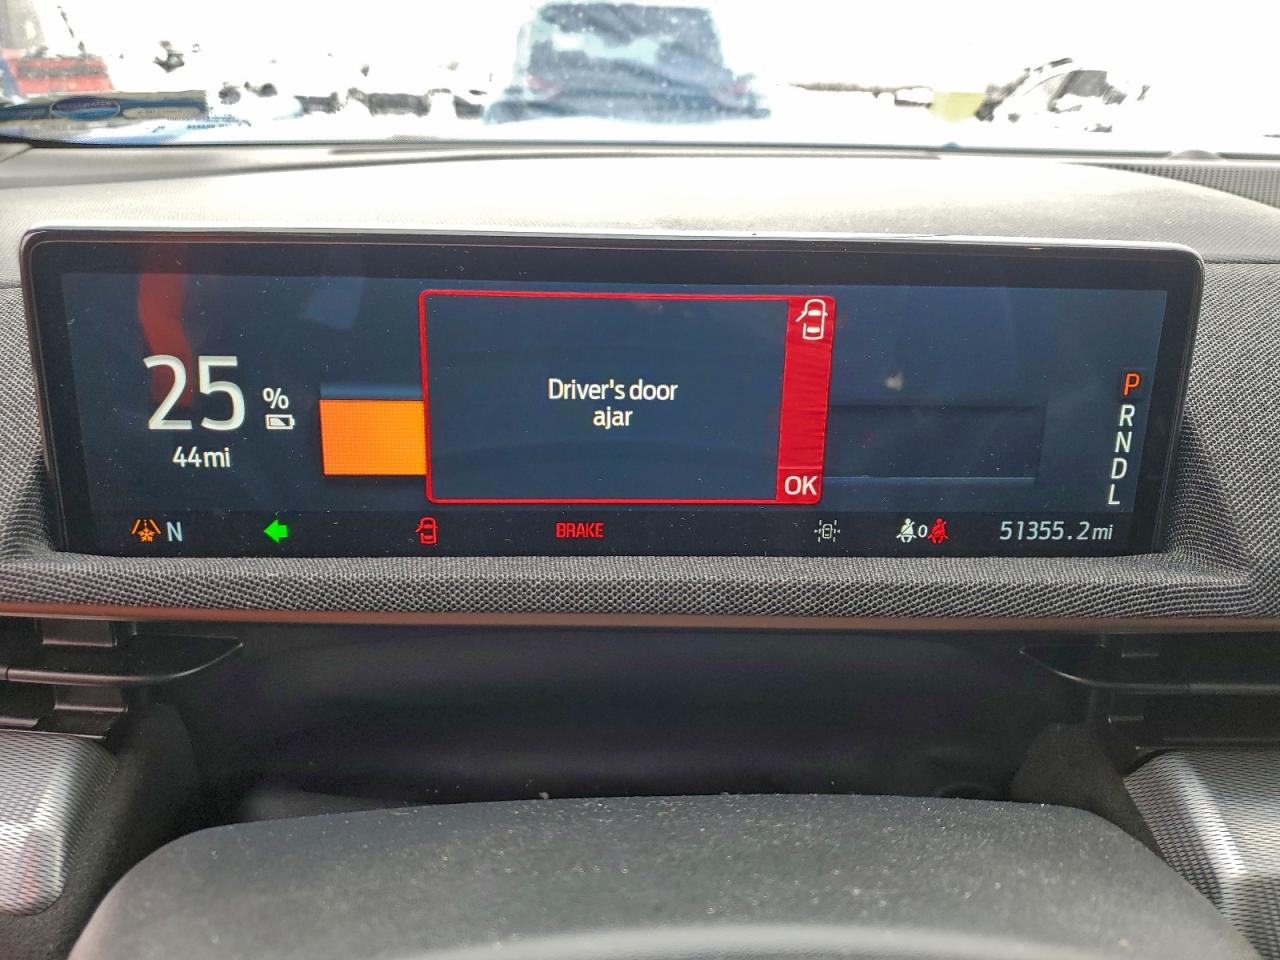 25 %
44mi
Driver's door
ajar
OK
P
R
N
D
L
N
BRAKE
0
51355.2mi